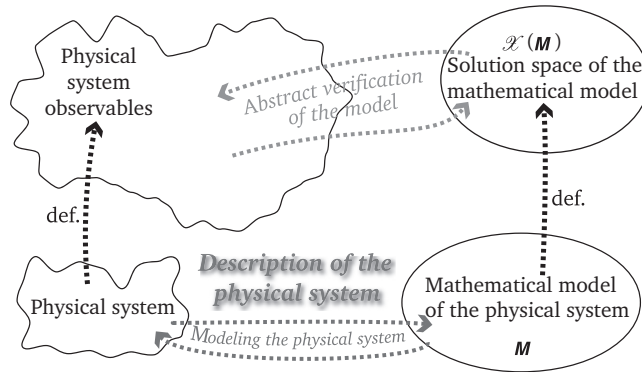 Physical
system
observables
𝒳 (M)
Solution space of the
mathematical model
Abstract verification
of the model
def.
def.
Description of the
physical system
Physical system
Mathematical model
of the physical system
Modeling the physical system
M